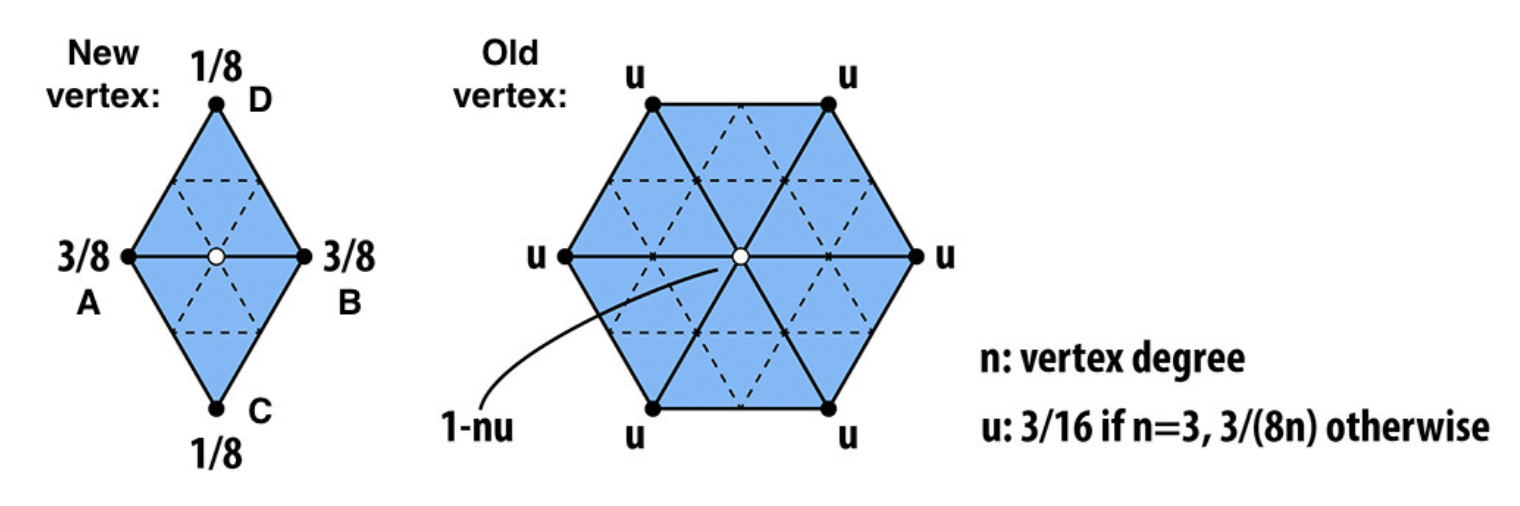 New
vertex:
1/8
D
3/8
A
3/8
B
C
1/8
Old
vertex:
u
u
u
u
u
u
1-nu
n: vertex degree
u: 3/16 if n=3, 3/(8n) otherwise